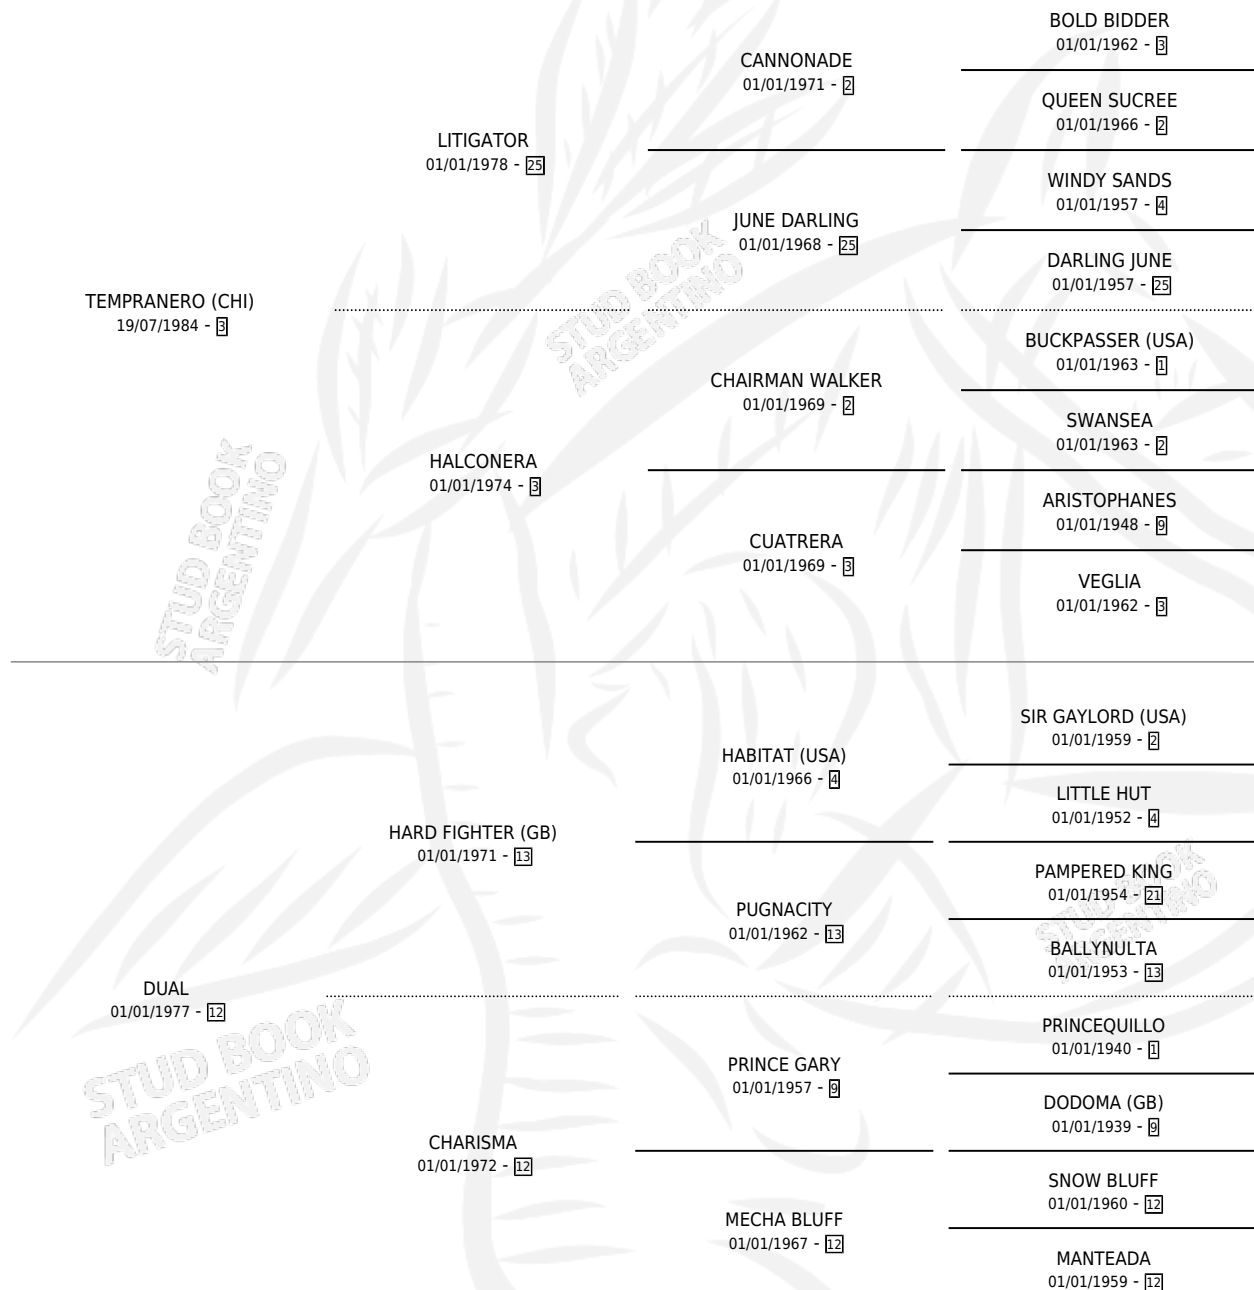 BOLD BIDDER
01/01/1962 - 3
CANNONADE
01/01/1971 - 2
QUEEN SUCREE
01/01/1966 - 2
LITIGATOR
01/01/1978 - 25
WINDY SANDS
01/01/1957 - 4
JUNE DARLING
01/01/1968 - 25
DARLING JUNE
01/01/1957 - 25
TEMPRANERO (CHI)
19/07/1984 - 3
BUCKPASSER (USA)
01/01/1963 - 1
CHAIRMAN WALKER
01/01/1969 - 2
SWANSEA
01/01/1963 - 2
HALCONERA
01/01/1974 - 3
ARISTOPHANES
01/01/1948 - 9
CUATRERA
01/01/1969 - 3
VEGLIA
01/01/1962 - 3
STUD BOOK
ARGENTINO
STUD BOOK
ARGENTINO
SIR GAYLORD (USA)
01/01/1959 - 2
HABITAT (USA)
01/01/1966 - 4
LITTLE HUT
01/01/1952 - 4
HARD FIGHTER (GB)
01/01/1971 - 13
PAMPERED KING
01/01/1954 - 21
PUGNACITY
01/01/1962 - 13
BALLYNULTA
01/01/1953 - 13
DUAL
01/01/1977 - 12
PRINCEQUILLO
01/01/1940 - 1
PRINCE GARY
01/01/1957 - 9
DODOMA (GB)
01/01/1939 - 9
CHARISMA
01/01/1972 - 12
SNOW BLUFF
01/01/1960 - 12
MECHA BLUFF
01/01/1967 - 12
MANTEADA
01/01/1959 - 12
STUD BOOK
ARGENTINO
STUD BOOK
ARGENTINO